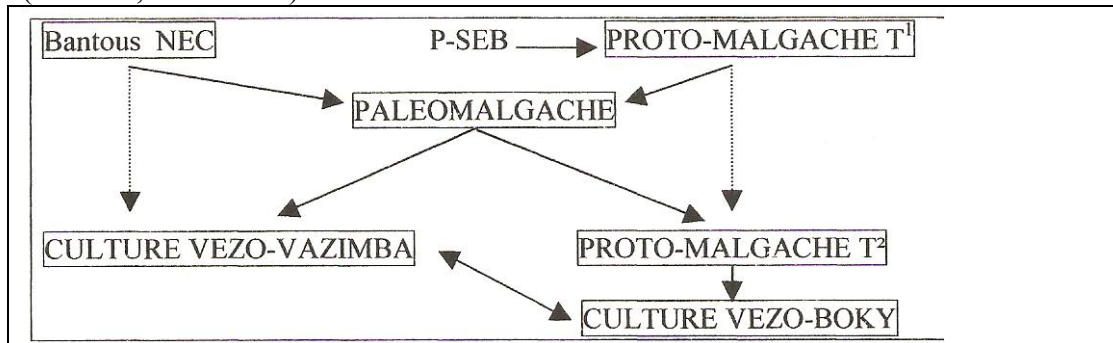 Bantous NEC P-SEB PROTO-MALGACHE T¹
PALEOMALGACHE
CULTURE VEZO-VAZIMBA PROTO-MALGACHE T²
CULTURE VEZO-BOKY